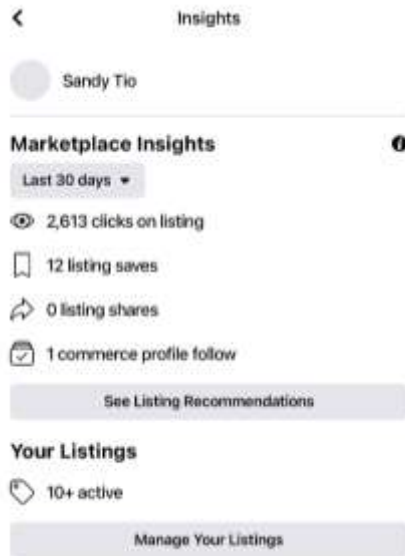 Insights
Sandy Tio
Marketplace Insights
Last 30 days
2,613 clicks on listing
12 listing saves
0 listing shares
1 commerce profile follow
See Listing Recommendations
Your Listings
10+ active
Manage Your Listings